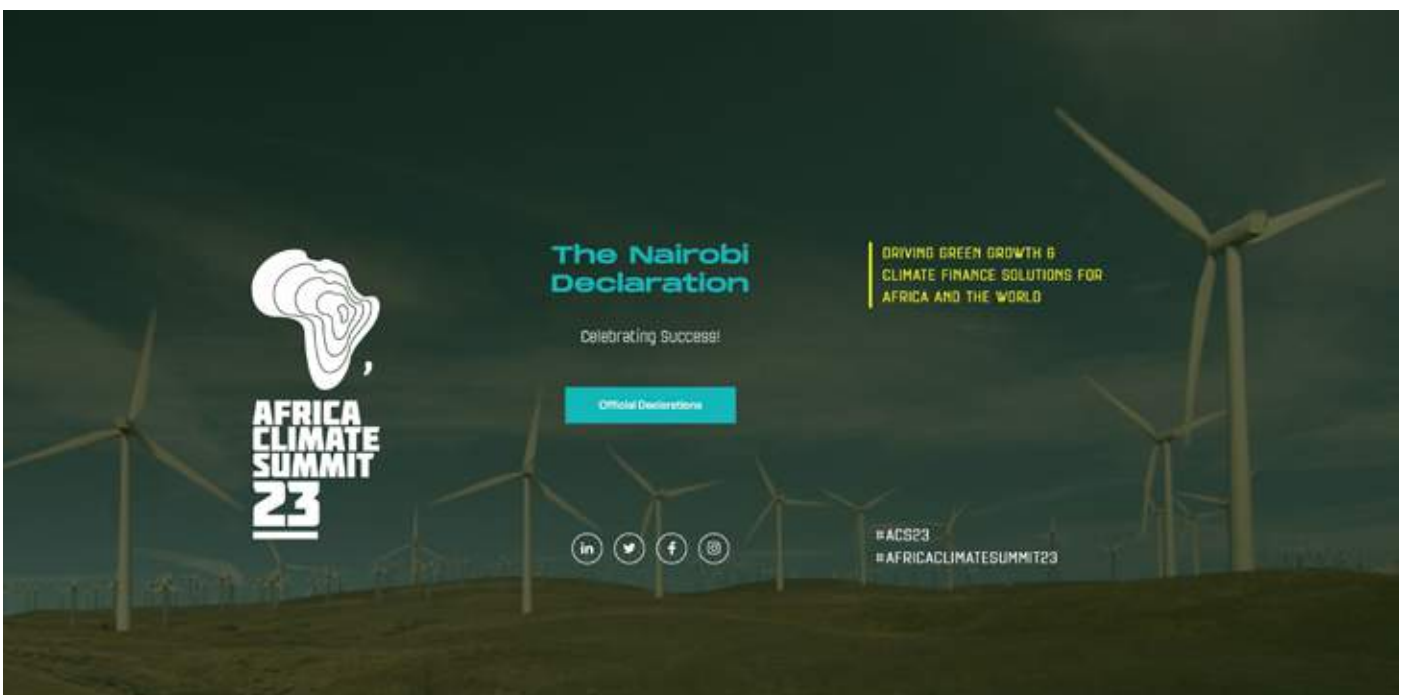 AFRICA
CLIMATE
SUMMIT
23
The Nairobi
Declaration
Celebrating Success!
Official Declarations
DRIVING GREEN GROWTH &
CLIMATE FINANCE SOLUTIONS FOR
AFRICA AND THE WORLD
#ACS23
#AFRICACLIMATESUMMIT23